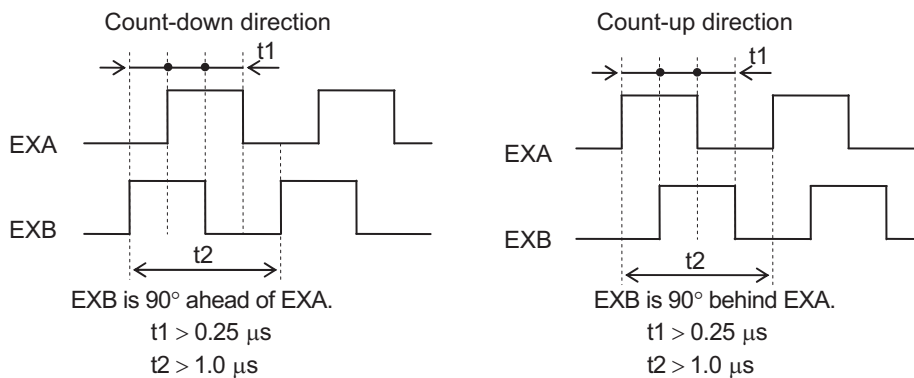 Count-down direction
t1
EXA
EXB
t2
EXB is 90° ahead of EXA.
t1 > 0.25 μs
t2 > 1.0 μs
Count-up direction
t1
EXA
EXB
t2
EXB is 90° behind EXA.
t1 > 0.25 μs
t2 > 1.0 μs